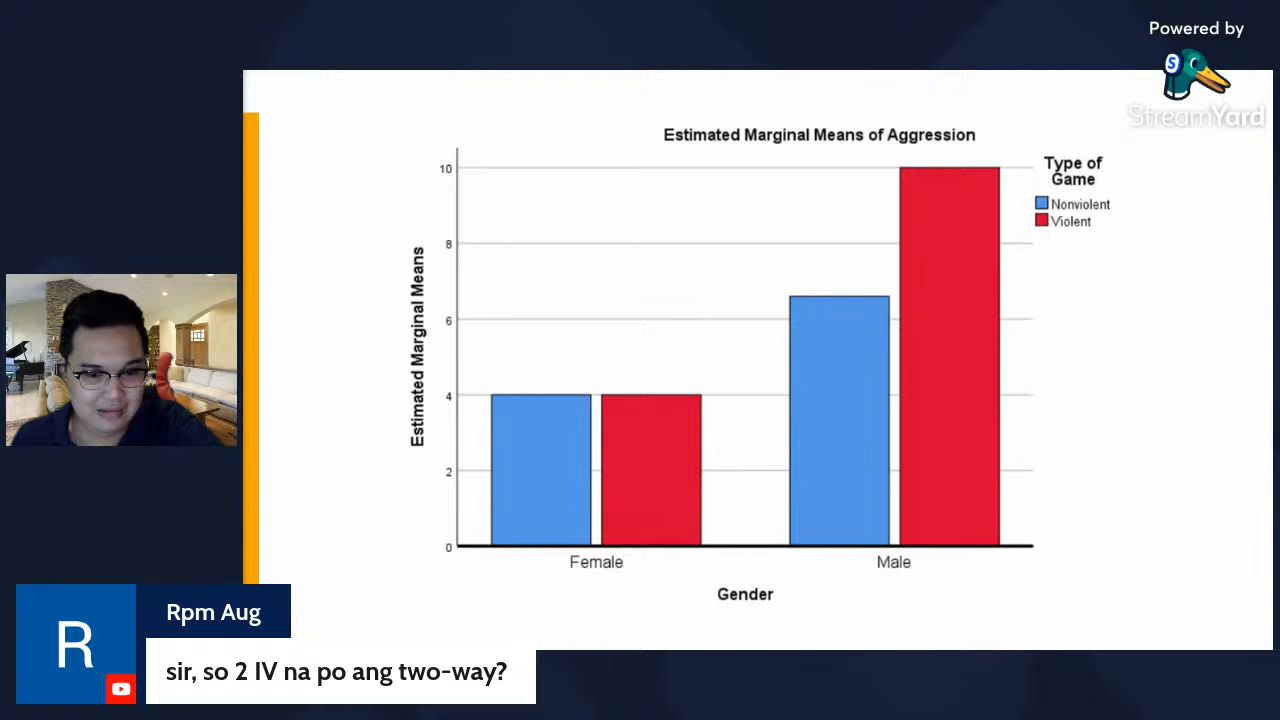 Powered by
StreamYard
Estimated Marginal Means of Aggression
Type of
Game
Nonviolent
Violent
Estimated Marginal Means
10
8
6
4
2
0
Female
Male
Gender
R
Rpm Aug
sir, so 2 IV na po ang two-way?